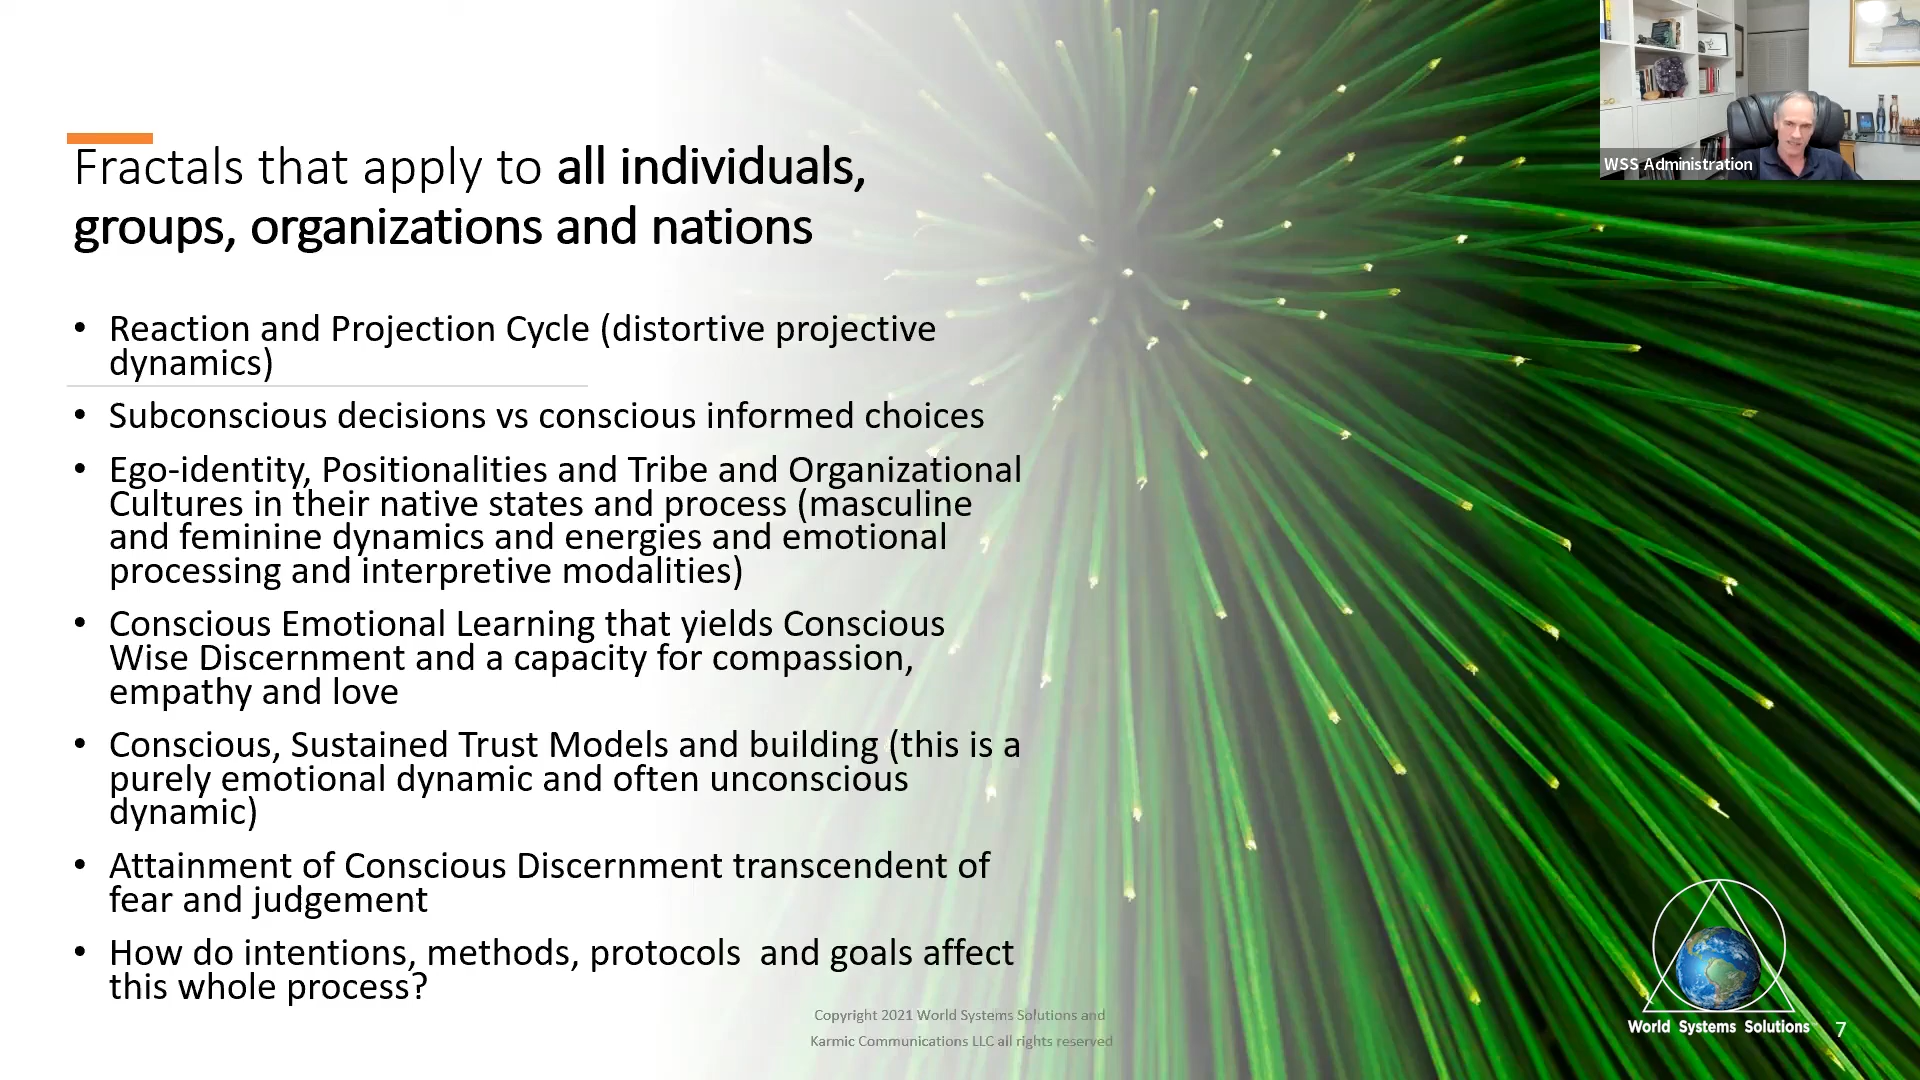 WSS Administration
Fractals that apply to all individuals,
groups, organizations and nations
• Reaction and Projection Cycle (distortive projective
dynamics)
• Subconscious decisions vs conscious informed choices
• Ego-identity, Positionalities and Tribe and Organizational
Cultures in their native states and process (masculine
and feminine dynamics and energies and emotional
processing and interpretive modalities)
• Conscious Emotional Learning that yields Conscious
Wise Discernment and a capacity for compassion,
empathy and love
• Conscious, Sustained Trust Models and building (this is a
purely emotional dynamic and often unconscious
dynamic)
• Attainment of Conscious Discernment transcendent of
fear and judgement
• How do intentions, methods, protocols  and goals affect
this whole process?
Copyright 2021 World Systems Solutions and
Karmic Communications LLC all rights reserved
World Systems Solutions
7